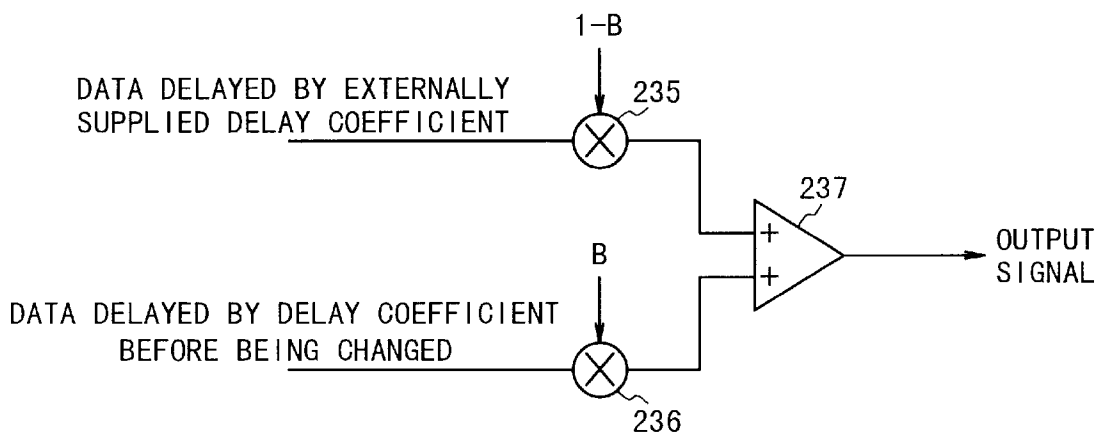 1-B
DATA DELAYED BY EXTERNALLY
SUPPLIED DELAY COEFFICIENT
235
237
+
+
OUTPUT
SIGNAL
B
DATA DELAYED BY DELAY COEFFICIENT
BEFORE BEING CHANGED
236